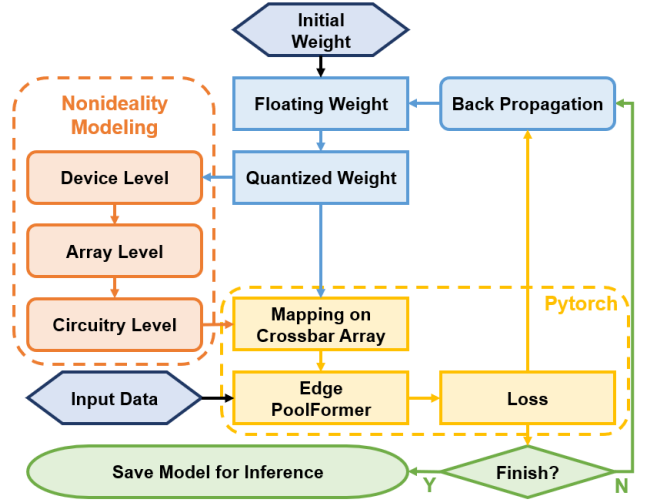 Initial
Weight
Nonideality
Modeling
Floating Weight
Back Propagation
Device Level
Quantized Weight
Array Level
Circuitry Level
Mapping on
Crossbar Array
Pytorch
Input Data
Edge
PoolFormer
Loss
Save Model for Inference
Y
Finish?
N